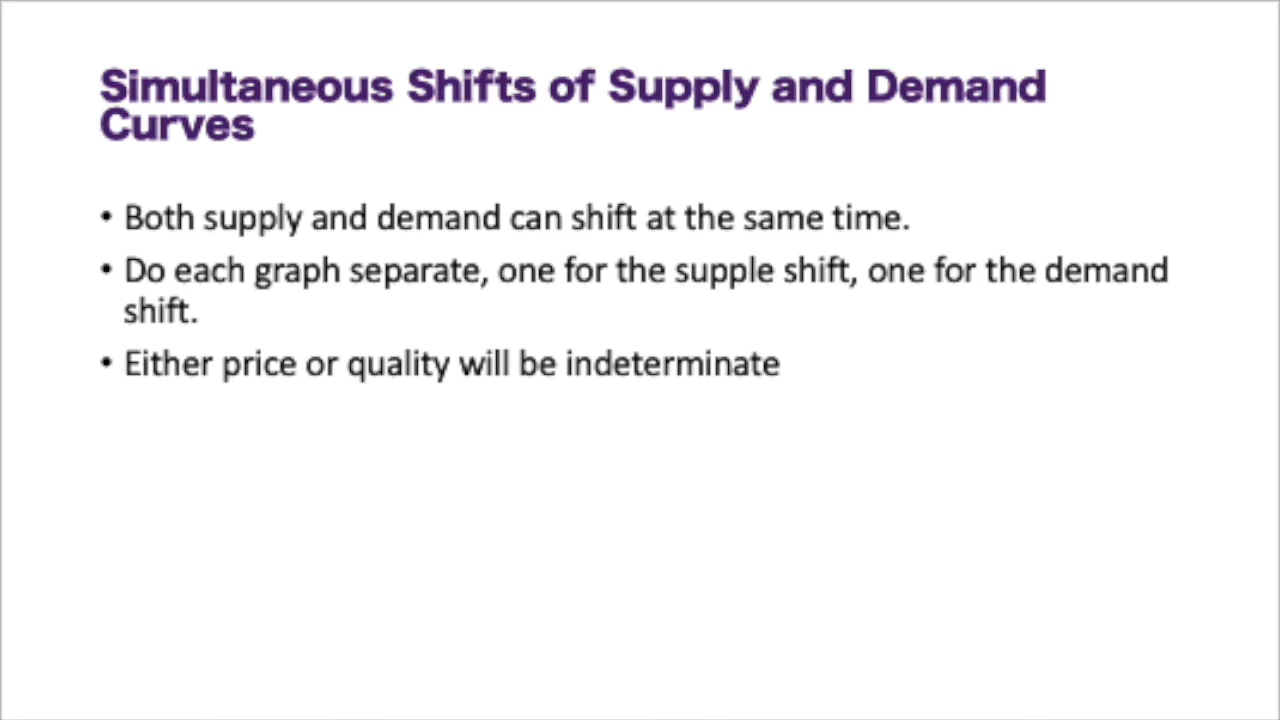 Simultaneous Shifts of Supply and Demand
Curves
• Both supply and demand can shift at the same time.
• Do each graph separate, one for the supple shift, one for the demand
shift.
• Either price or quality will be indeterminate